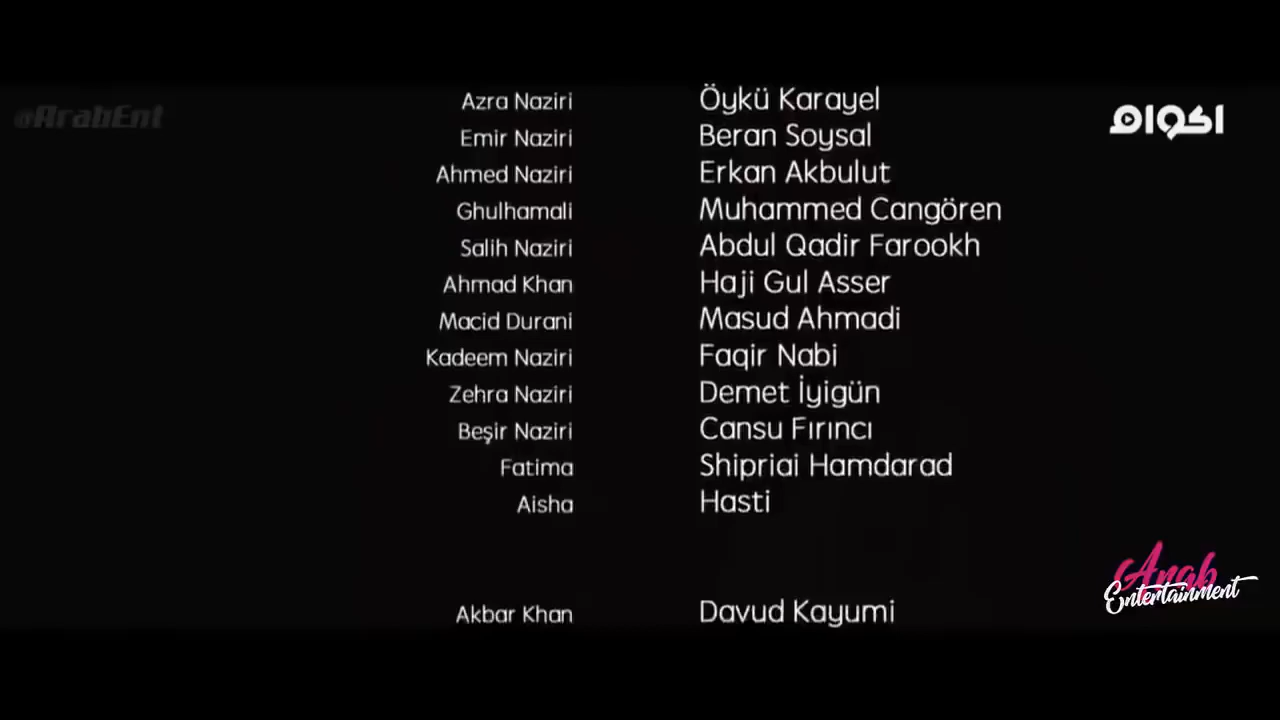 Azra Naziri Öykü Karayel
@ArabEnt اكوام
Emir Naziri Beran Soysal
Ahmed Naziri Erkan Akbulut
Ghulhamali Muhammed Cangören
Salih Naziri Abdul Qadir Farookh
Ahmad Khan Haji Gul Asser
Macid Durani Masud Ahmadi
Kadeem Naziri Faqir Nabi
Zehra Naziri Demet İyigün
Beşir Naziri Cansu Fırıncı
Fatima Shipriai Hamdarad
Aisha Hasti
Arab
Entertainment
Akbar Khan Davud Kayumi